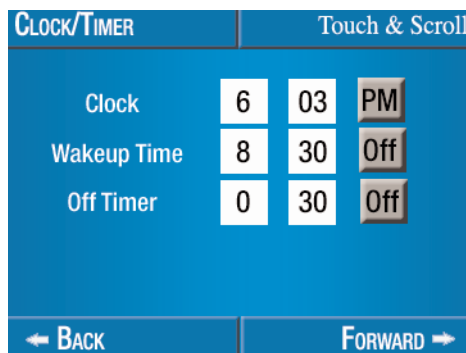 CLOCK/TIMER Touch & Scroll
Clock 6 03 PM
Wakeup Time 8 30 Off
Off Timer 0 30 Off
← BACK FORWARD →